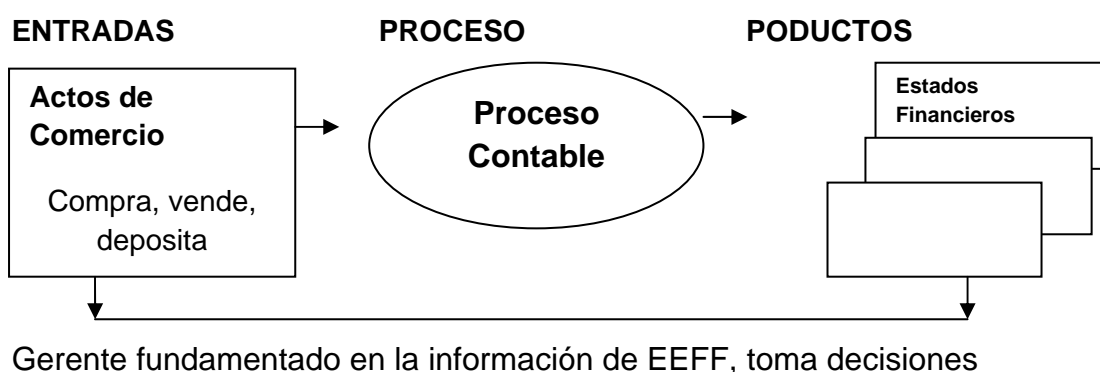 ENTRADAS PROCESO PODUCTOS
Actos de
Comercio
Compra, vende,
deposita
Proceso
Contable
Estados
Financieros
Gerente fundamentado en la información de EEFF, toma decisiones